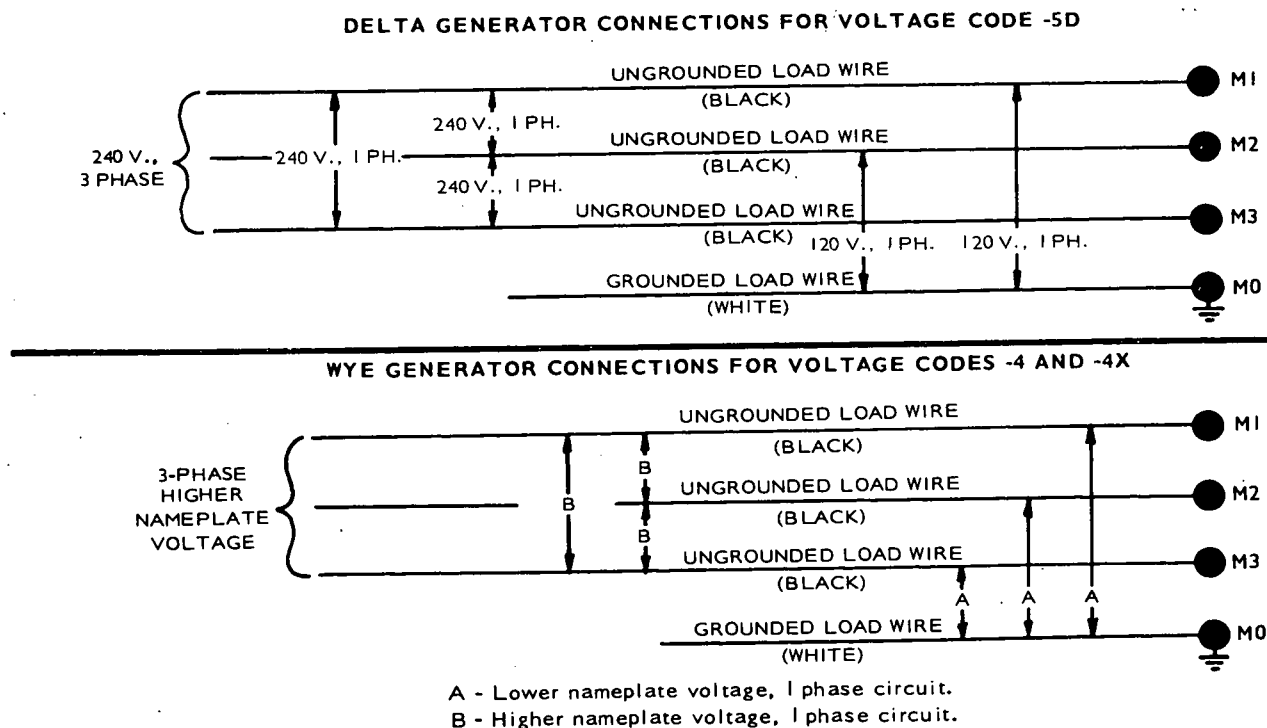 DELTA GENERATOR CONNECTIONS FOR VOLTAGE CODE -5D
UNGROUNDED LOAD WIRE
(BLACK)
M1
240 V., 1 PH.
UNGROUNDED LOAD WIRE
(BLACK)
M2
240 V.,
3 PHASE
240 V., 1 PH.
240 V., 1 PH.
UNGROUNDED LOAD WIRE
(BLACK)
M3
120 V., 1 PH.
120 V., 1 PH.
GROUNDED LOAD WIRE
(WHITE)
M0
WYE GENERATOR CONNECTIONS FOR VOLTAGE CODES -4 AND -4X
UNGROUNDED LOAD WIRE
(BLACK)
M1
3-PHASE
HIGHER
NAMEPLATE
VOLTAGE
B
B
B
UNGROUNDED LOAD WIRE
(BLACK)
M2
UNGROUNDED LOAD WIRE
(BLACK)
M3
A
A
A
GROUNDED LOAD WIRE
(WHITE)
M0
A - Lower nameplate voltage, 1 phase circuit.
B - Higher nameplate voltage, 1 phase circuit.